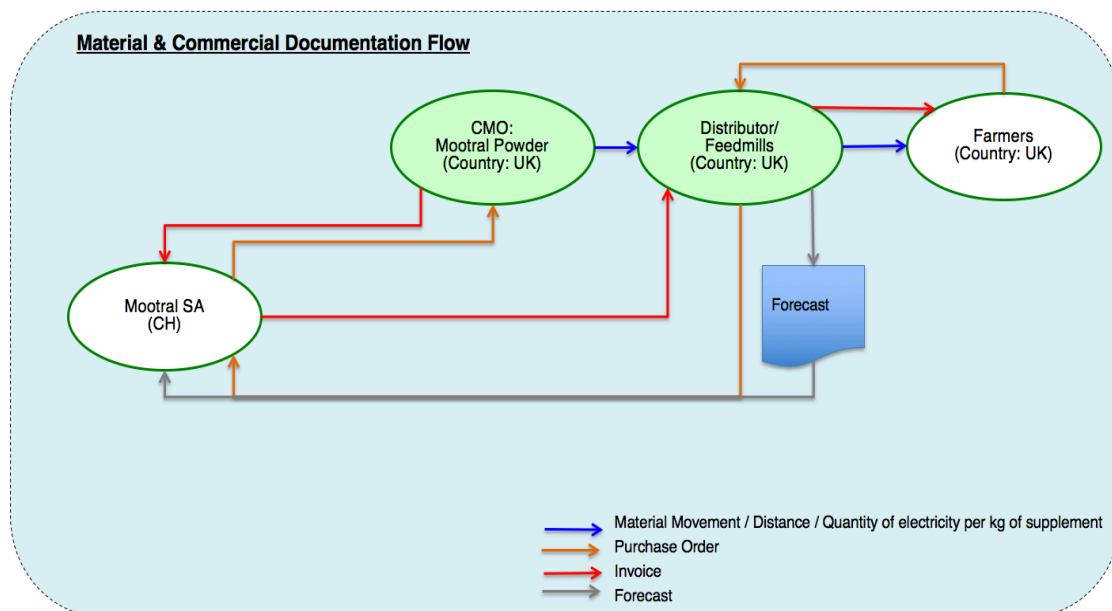 Material & Commercial Documentation Flow
CMO:
Mootral Powder
(Country: UK)
Distributor/
Feedmills
(Country: UK)
Farmers
(Country: UK)
Mootral SA
(CH)
Forecast
Material Movement / Distance / Quantity of electricity per kg of supplement
Purchase Order
Invoice
Forecast